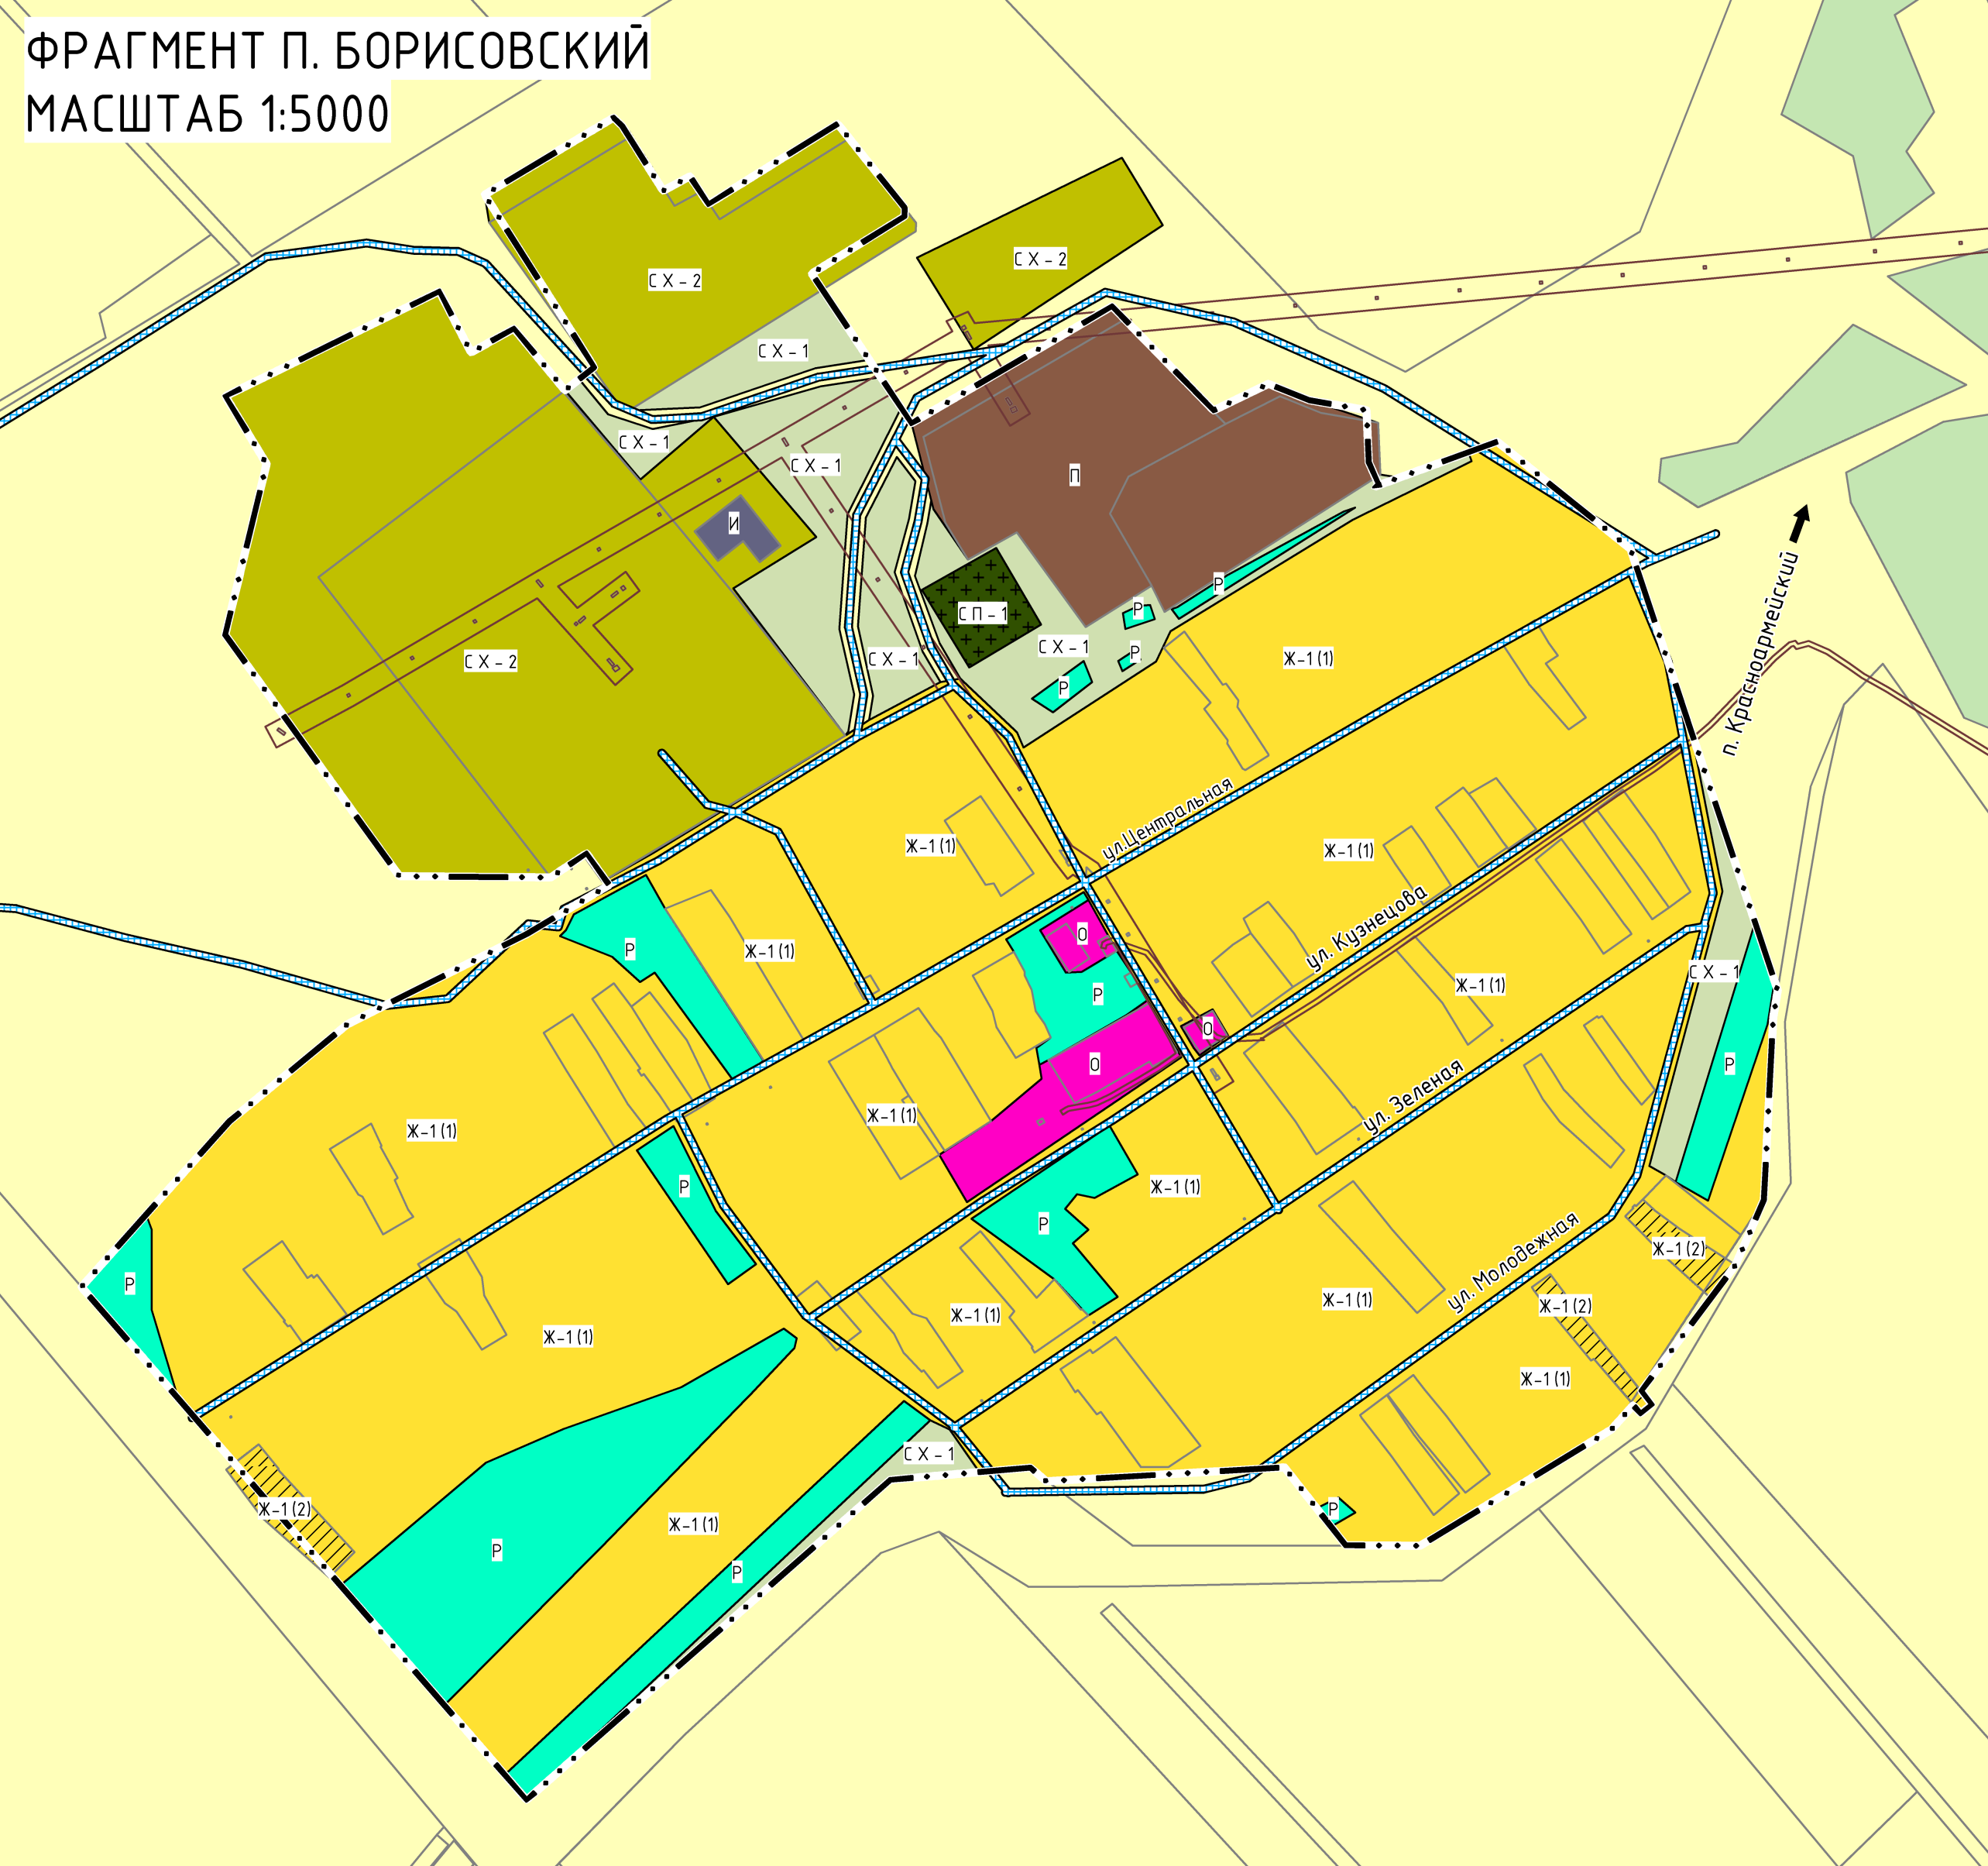 ФРАГМЕНТ П. БОРИСОВСКИЙ
МАСШТАБ 1:5000
СХ-2
СХ-2
СХ-1
СХ-1
СХ-1
П
И
Р
СП-1
Р
СХ-1
Р
СХ-1
СХ-2
Ж-1(1)
Р
п. Красноармейский
ул.Центральная
Ж-1(1)
Ж-1(1)
ул. Кузнецова
О
Р
Ж-1(1)
СХ-1
Ж-1(1)
Р
О
О
Р
ул. Зеленая
Ж-1(1)
Ж-1(1)
Р
Ж-1(1)
Р
ул. Молодежная
Ж-1(2)
Р
Ж-1(1)
Ж-1(2)
Ж-1(1)
Ж-1(1)
Ж-1(1)
СХ-1
Ж-1(2)
Р
Ж-1(1)
Р
Р